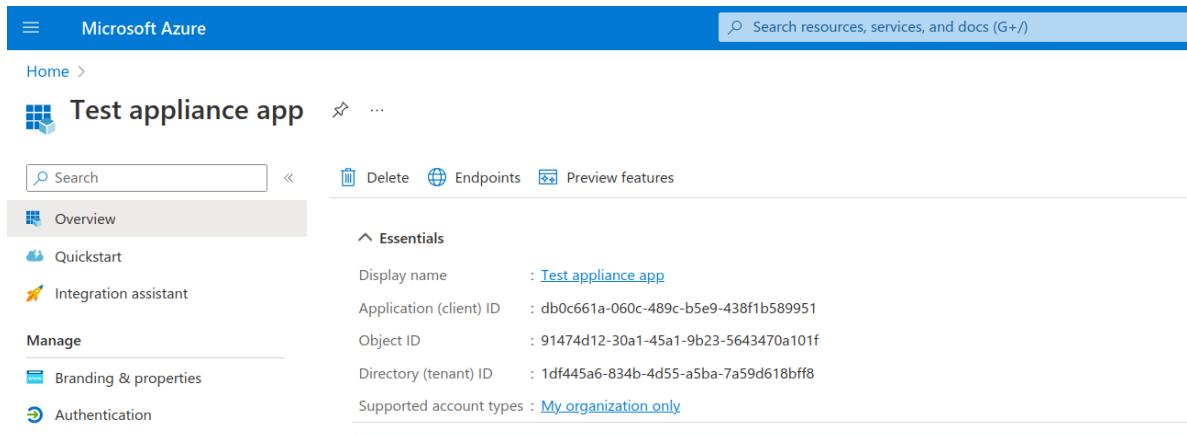 Microsoft Azure
Search resources, services, and docs (G+/)
Home >
Test appliance app
...
Search
«
Overview
Quickstart
Integration assistant
Manage
Branding & properties
Authentication
Delete
Endpoints
Preview features
Essentials
Display name : Test appliance app
Application (client) ID : db0c661a-060c-489c-b5e9-438f1b589951
Object ID : 91474d12-30a1-45a1-9b23-5643470a101f
Directory (tenant) ID : 1df445a6-834b-4d55-a5ba-7a59d618bff8
Supported account types : My organization only